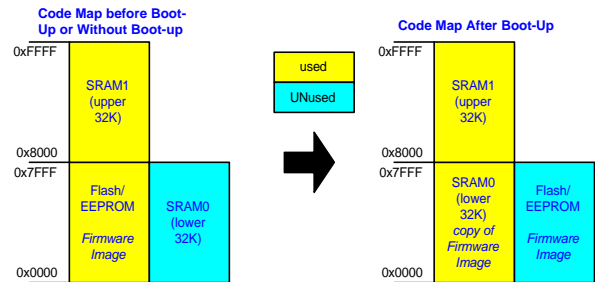 Code Map before Boot-
Up or Without Boot-up
0xFFFF
SRAM1
(upper
32K)
0x8000
0x7FFF
Flash/
EEPROM
Firmware
Image
SRAM0
(lower
32K)
0x0000
used
UNused
Code Map After Boot-Up
0xFFFF
SRAM1
(upper
32K)
0x8000
0x7FFF
SRAM0
(lower
32K)
copy of
Firmware
Image
Flash/
EEPROM
Firmware
Image
0x0000